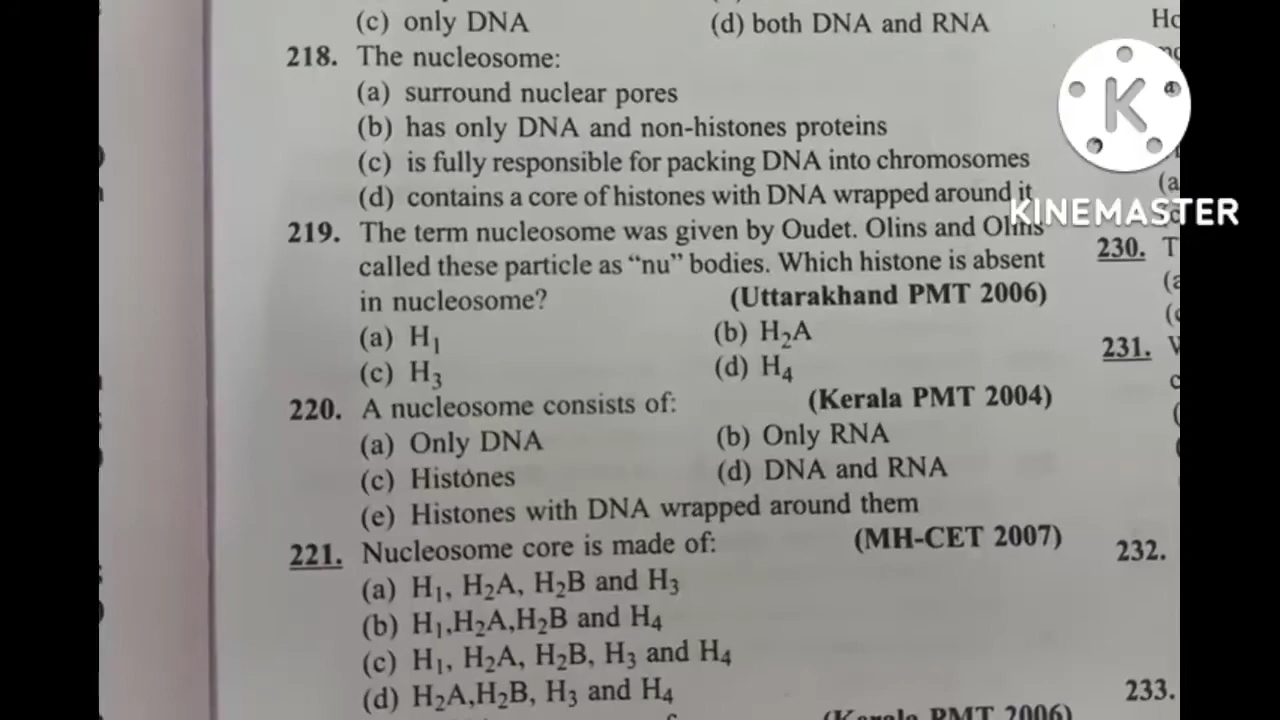 (c) only DNA (d) both DNA and RNA
218. The nucleosome:
(a) surround nuclear pores
(b) has only DNA and non-histones proteins
(c) is fully responsible for packing DNA into chromosomes
(d) contains a core of histones with DNA wrapped around it
219. The term nucleosome was given by Oudet. Olins and Olins
called these particle as “nu” bodies. Which histone is absent
in nucleosome? (Uttarakhand PMT 2006)
(a) H₁ (b) H₂A
(c) H₃ (d) H₄
220. A nucleosome consists of: (Kerala PMT 2004)
(a) Only DNA (b) Only RNA
(c) Histones (d) DNA and RNA
(e) Histones with DNA wrapped around them
221. Nucleosome core is made of: (MH-CET 2007)
(a) H₁, H₂A, H₂B and H₃
(b) H₁,H₂A,H₂B and H₄
(c) H₁, H₂A, H₂B, H₃ and H₄
(d) H₂A,H₂B, H₃ and H₄
(Kerala PMT 2006)
K
KINEMASTER
230.
231.
232.
233.